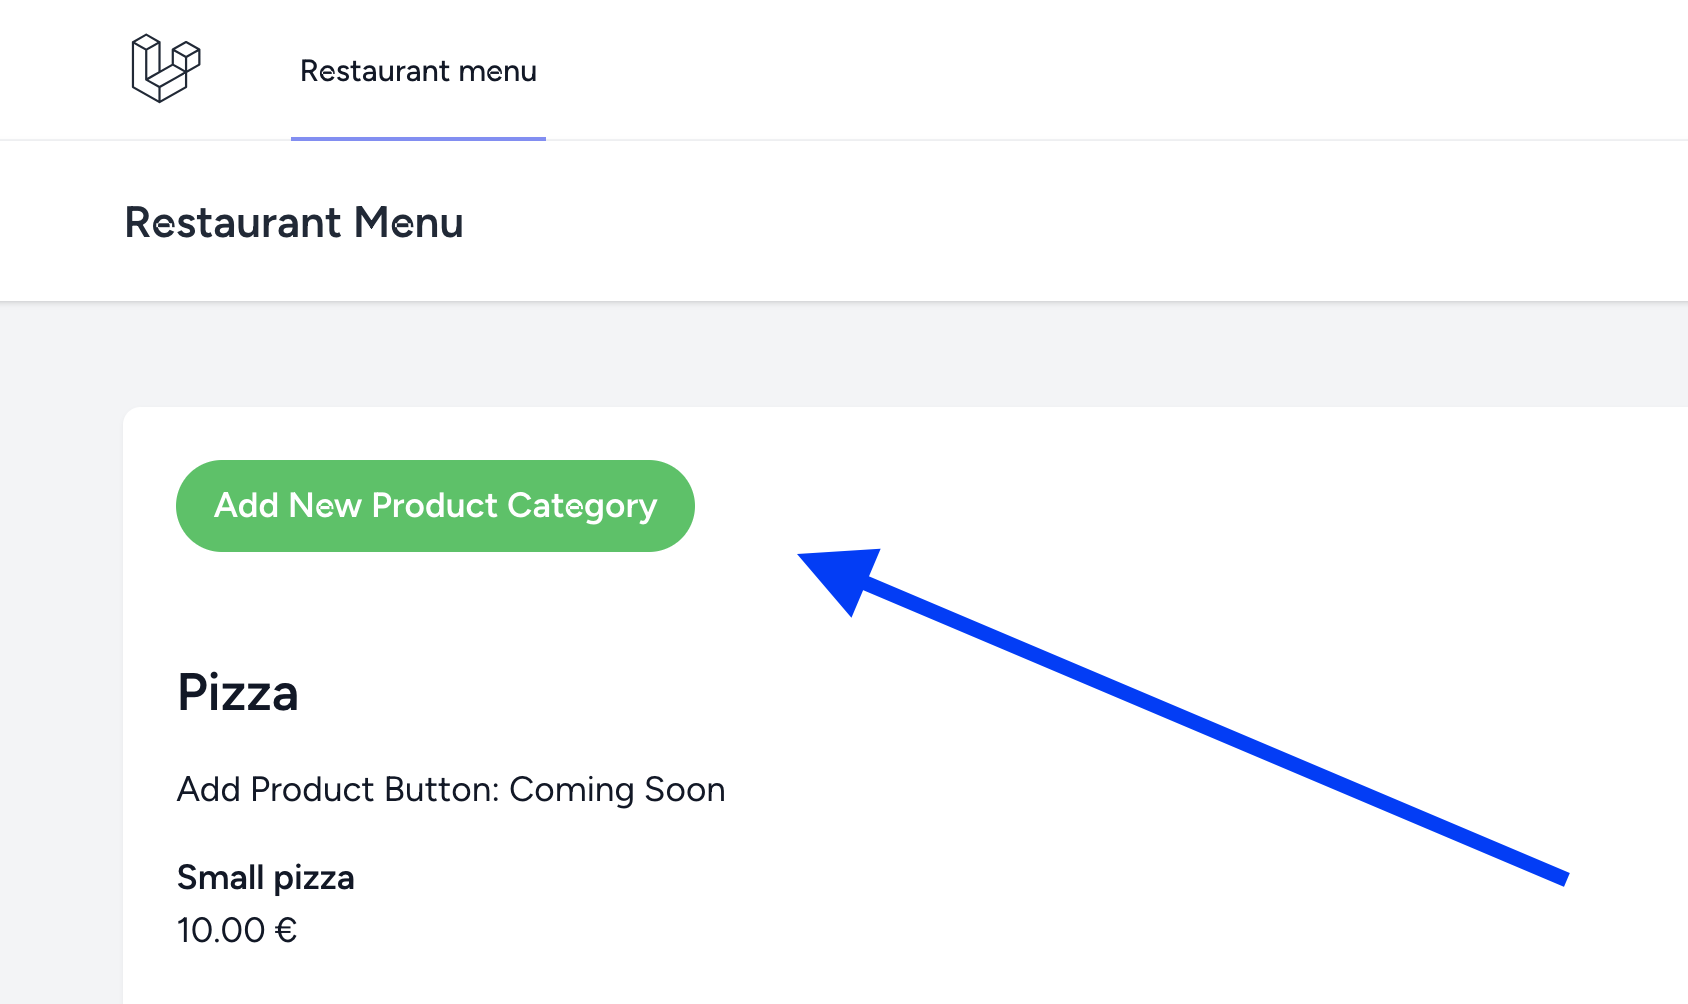 Restaurant menu
Restaurant Menu
Add New Product Category
Pizza
Add Product Button: Coming Soon
Small pizza
10.00 €